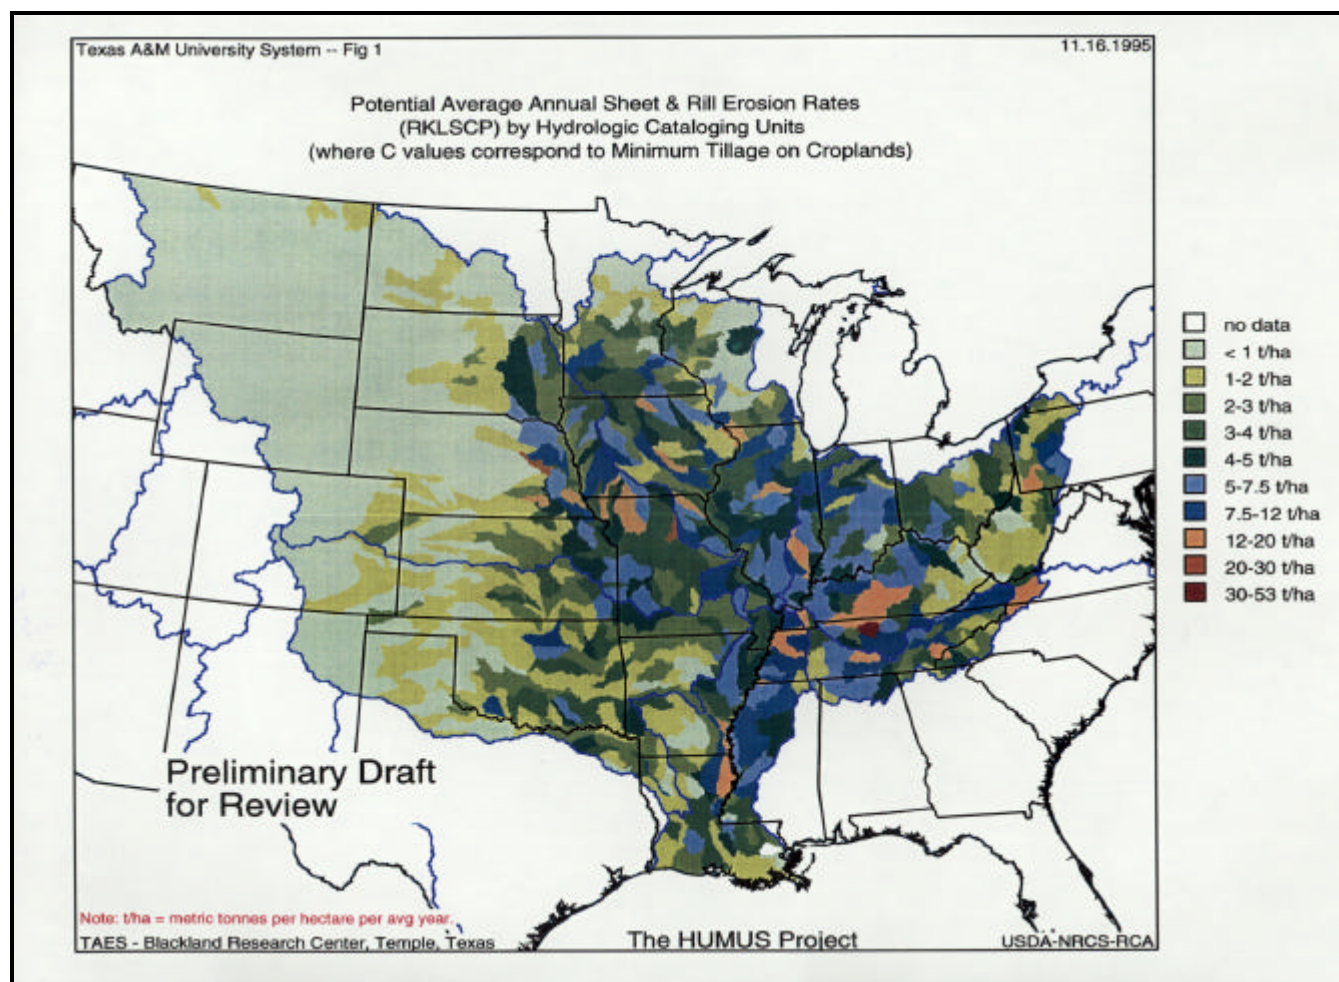 Texas A&M University System -- Fig 1
11.16.1995
Potential Average Annual Sheet & Rill Erosion Rates
(RKLSCP) by Hydrologic Cataloging Units
(where C values correspond to Minimum Tillage on Croplands)
no data
< 1 t/ha
1-2 t/ha
2-3 t/ha
3-4 t/ha
4-5 t/ha
5-7.5 t/ha
7.5-12 t/ha
12-20 t/ha
20-30 t/ha
30-53 t/ha
Preliminary Draft
for Review
Note: t/ha = metric tonnes per hectare per avg year.
TAES - Blackland Research Center, Temple, Texas
The HUMUS Project
USDA-NRCS-RCA